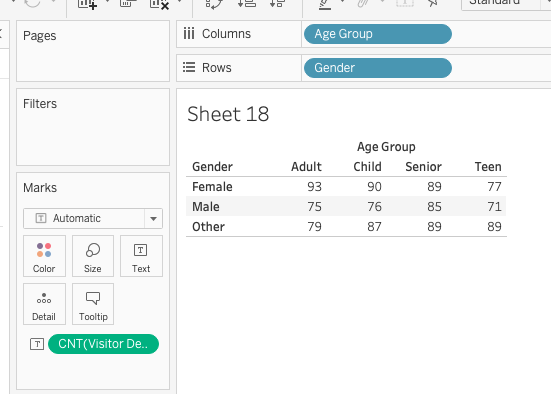 Standard
Pages
Columns
Age Group
Rows
Gender
Filters
Sheet 18
Age Group
Gender Adult Child Senior Teen
Female 93 90 89 77
Male 75 76 85 71
Other 79 87 89 89
Marks
T Automatic
Color Size T Text
Detail Tooltip
T CNT(Visitor De..